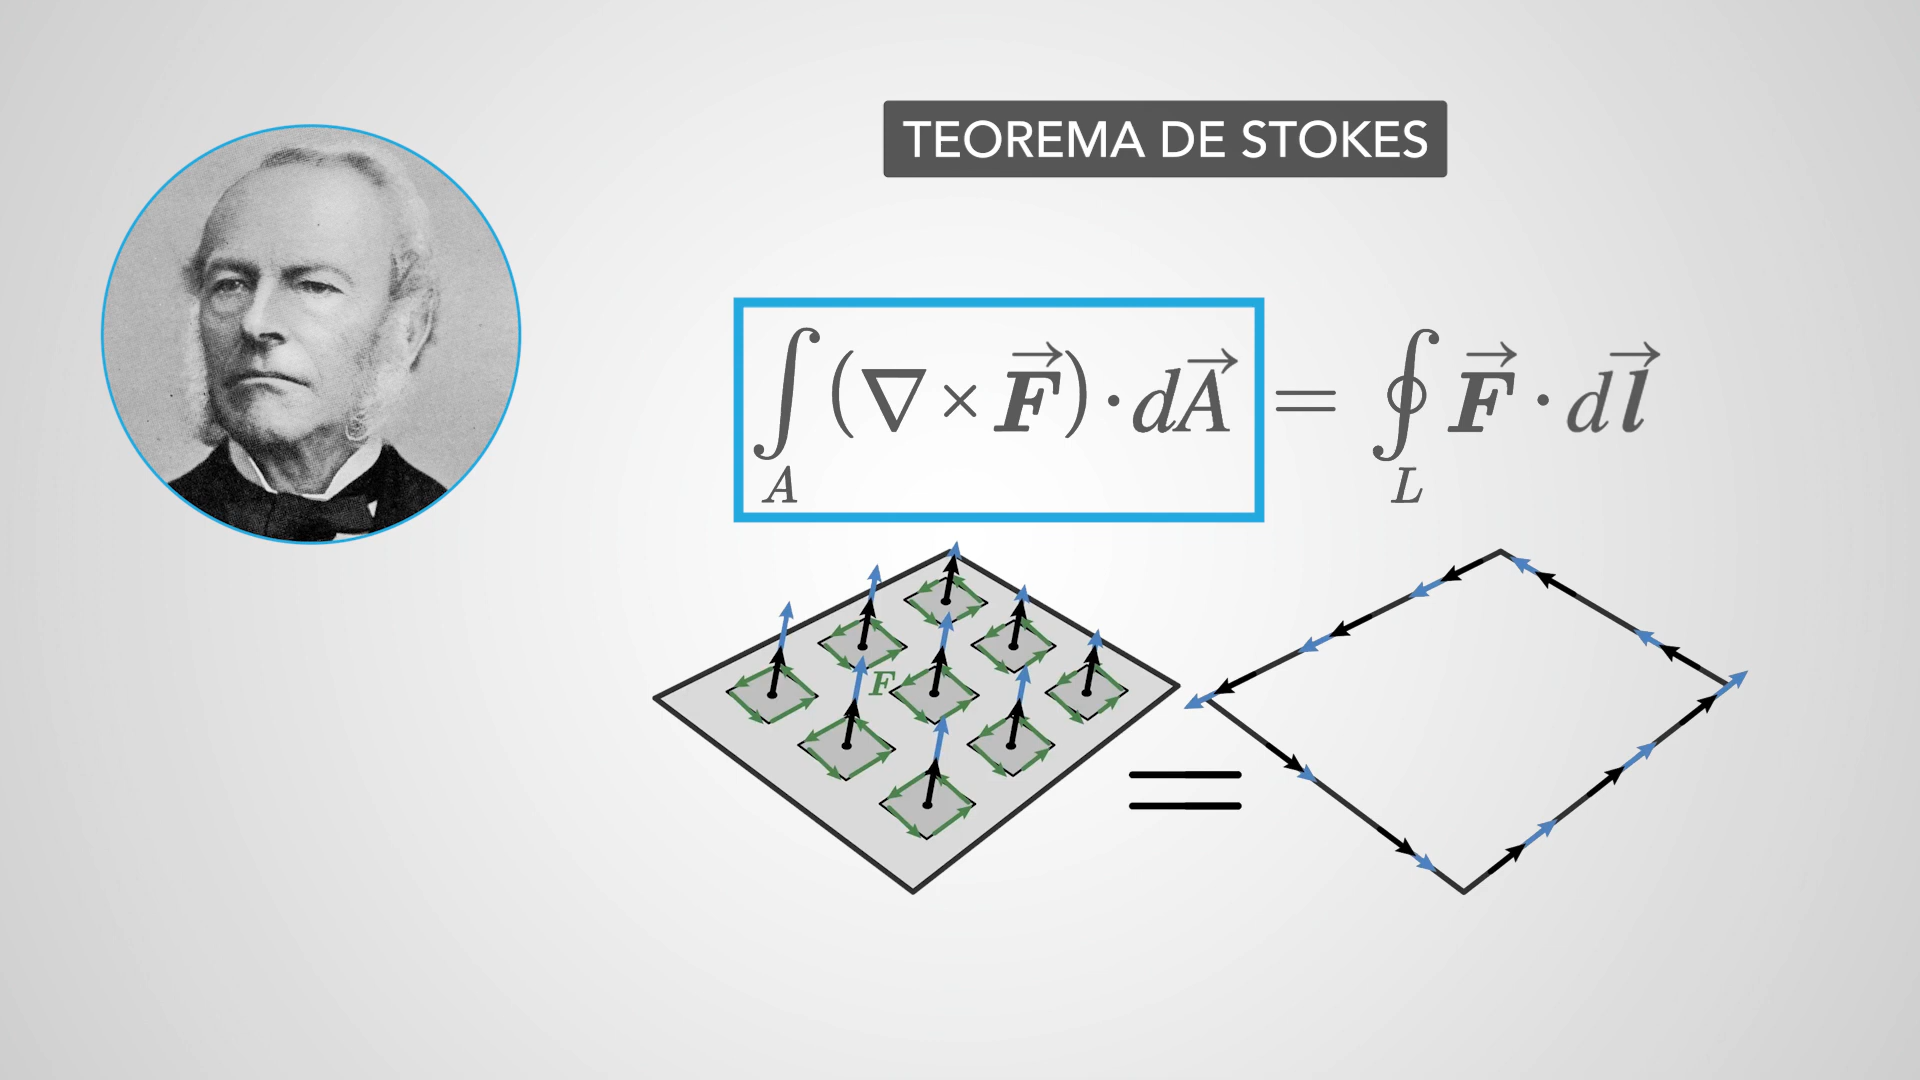 TEOREMA DE STOKES
∫_A (∇ × F⃗) · dA⃗ = ∮_L F⃗ · dl⃗
F